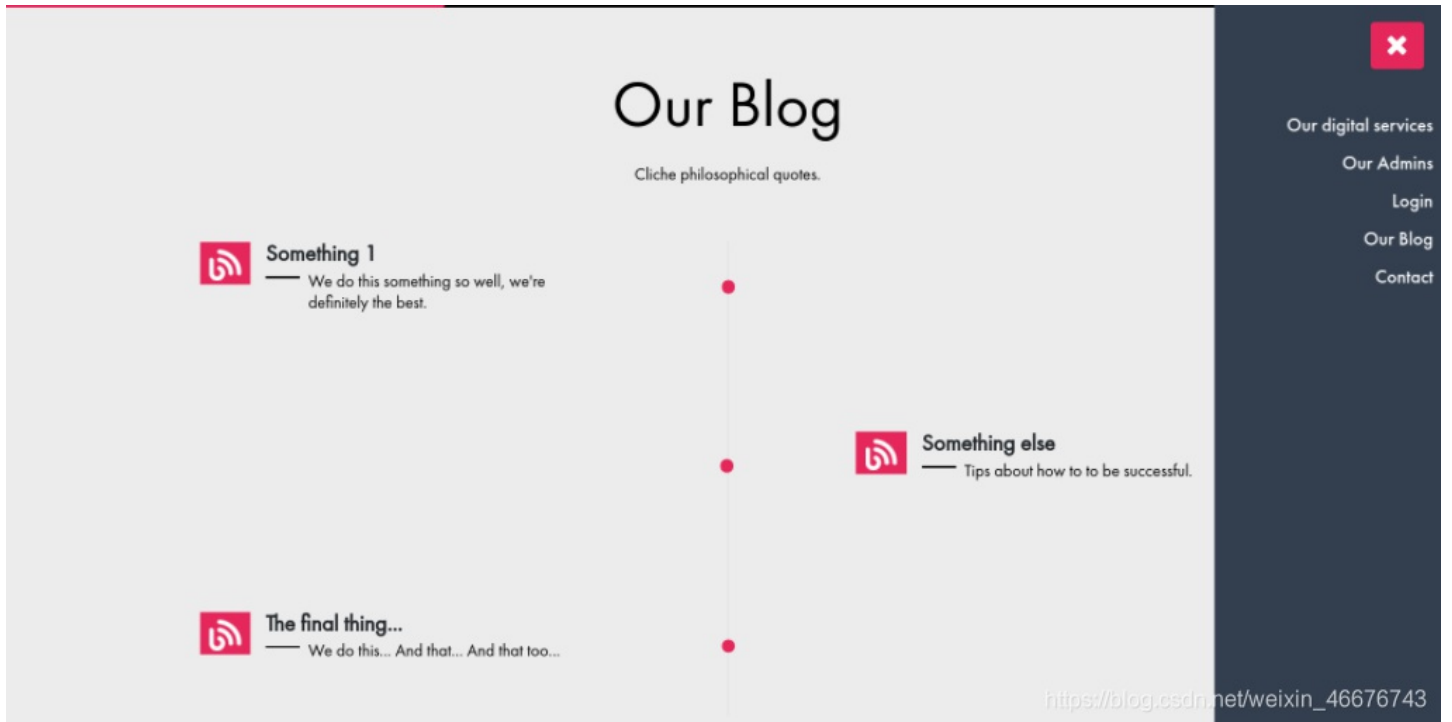 Our Blog
Cliche philosophical quotes.
Something 1
We do this something so well, we're
definitely the best.
Something else
Tips about how to to be successful.
The final thing...
We do this... And that... And that too...
Our digital services
Our Admins
Login
Our Blog
Contact
https://blog.csdn.net/weixin_46676743